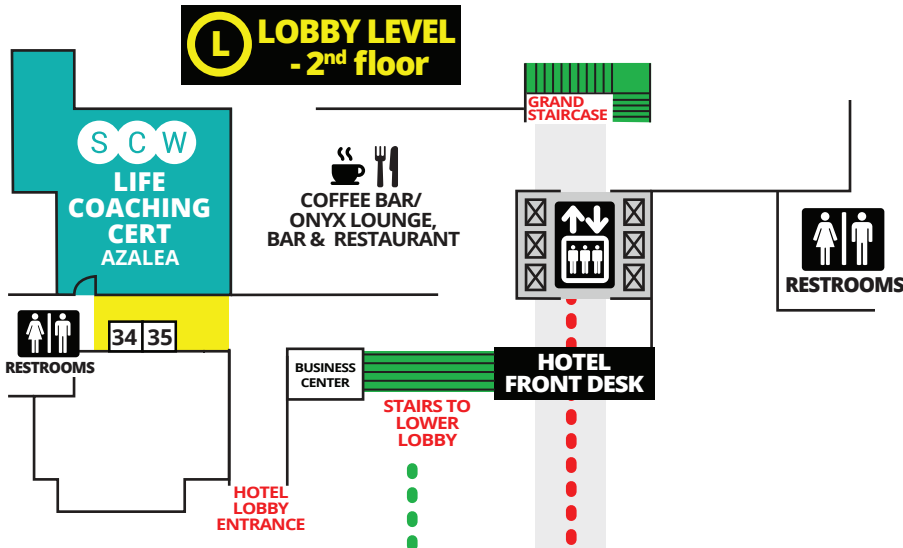 L
LOBBY LEVEL
- 2nd floor
GRAND
STAIRCASE
S C W
LIFE
COACHING
CERT
AZALEA
COFFEE BAR/
ONYX LOUNGE,
BAR & RESTAURANT
RESTROOMS
34 35
RESTROOMS
BUSINESS
CENTER
HOTEL
FRONT DESK
STAIRS TO
LOWER
LOBBY
HOTEL
LOBBY
ENTRANCE